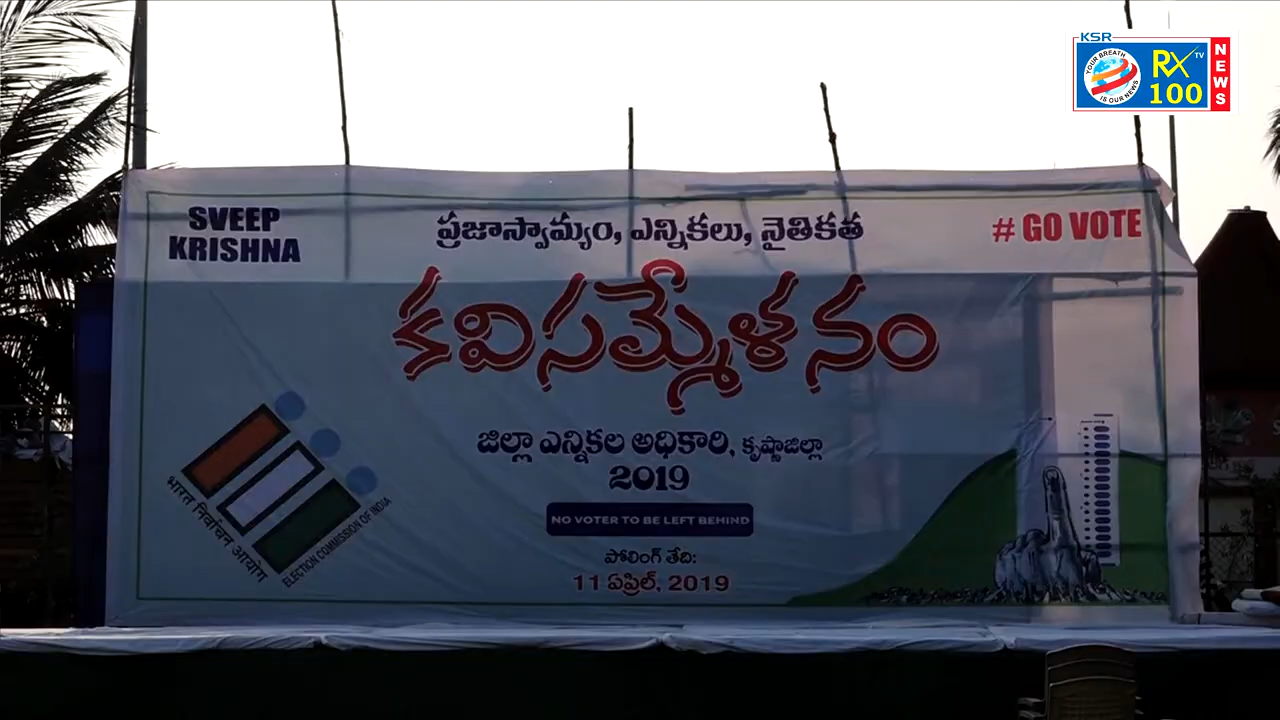 KSR
YOUR BREATH
IS OUR NEWS
RX TV
100
NEWS
SVEEP
KRISHNA
ప్రజాస్వామ్యం, ఎన్నికలు, నైతికత
# GO VOTE
కవిసమ్మేళనం
జిల్లా ఎన్నికల అధికారి, కృష్ణాజిల్లా
2019
NO VOTER TO BE LEFT BEHIND
పోలింగ్ తేది:
11 ఏప్రిల్, 2019
भारत निर्वाचन आयोग
ELECTION COMMISSION OF INDIA